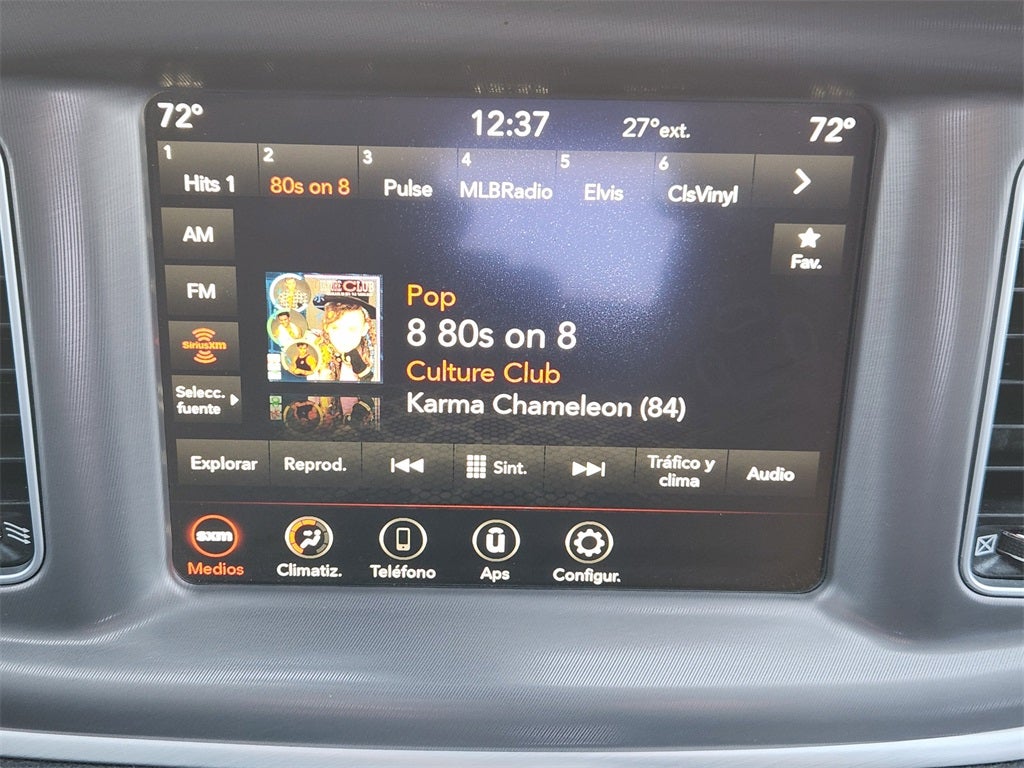 72° 12:37 27°ext. 72°
1 2 3 4 5 6
Hits 1 80s on 8 Pulse MLBRadio Elvis ClsVinyl
AM
Fav.
FM
Pop
8 80s on 8
SiriusXM
Culture Club
Selecc.
fuente
Karma Chameleon (84)
Explorar Reprod. Sint. Tráfico y
clima
Audio
sxm
Medios Climatiz. Teléfono Aps Configur.